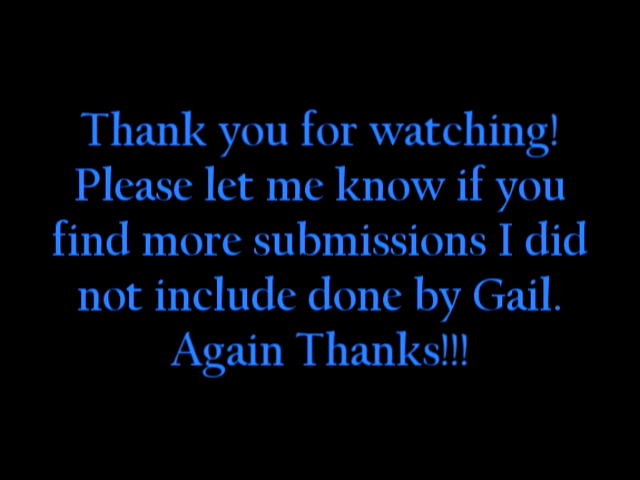 Thank you for watching!
Please let me know if you
find more submissions I did
not include done by Gail.
Again Thanks!!!